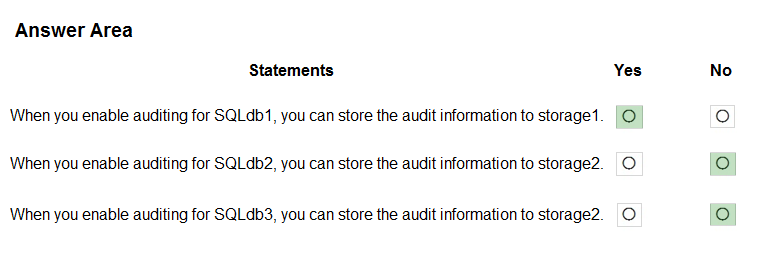 Answer Area
Statements Yes No
When you enable auditing for SQLdb1, you can store the audit information to storage1.
When you enable auditing for SQLdb2, you can store the audit information to storage2.
When you enable auditing for SQLdb3, you can store the audit information to storage2.